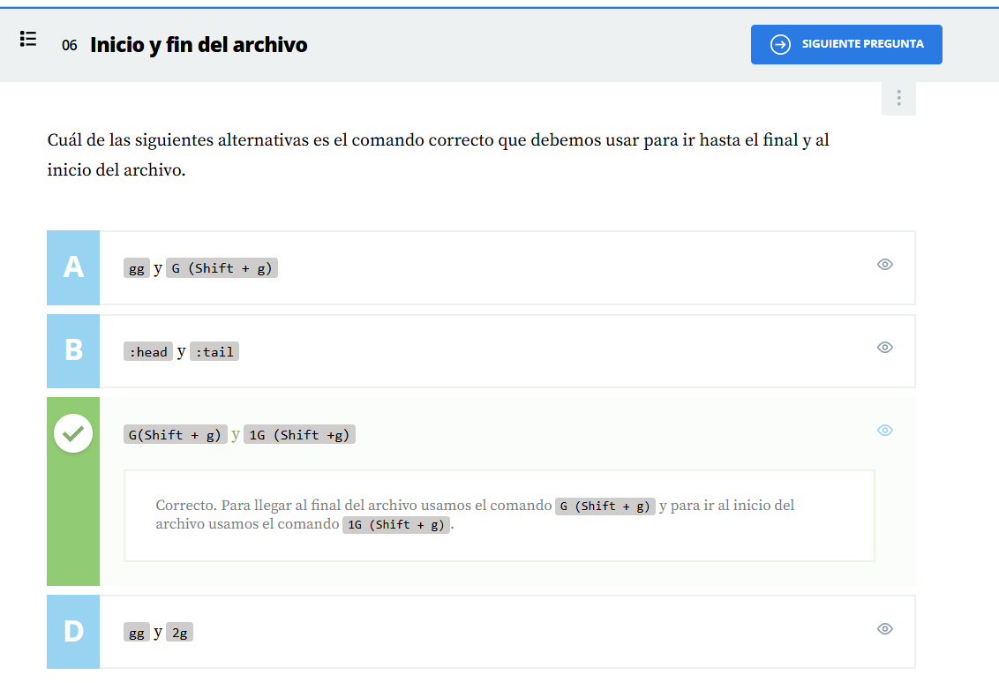 06 Inicio y fin del archivo
SIGUIENTE PREGUNTA
Cuál de las siguientes alternativas es el comando correcto que debemos usar para ir hasta el final y al
inicio del archivo.
A
gg y G (Shift + g)
B
:head y :tail
G(Shift + g) y 1G (Shift +g)
Correcto. Para llegar al final del archivo usamos el comando G (Shift + g) y para ir al inicio del
archivo usamos el comando 1G (Shift + g).
D
gg y 2g